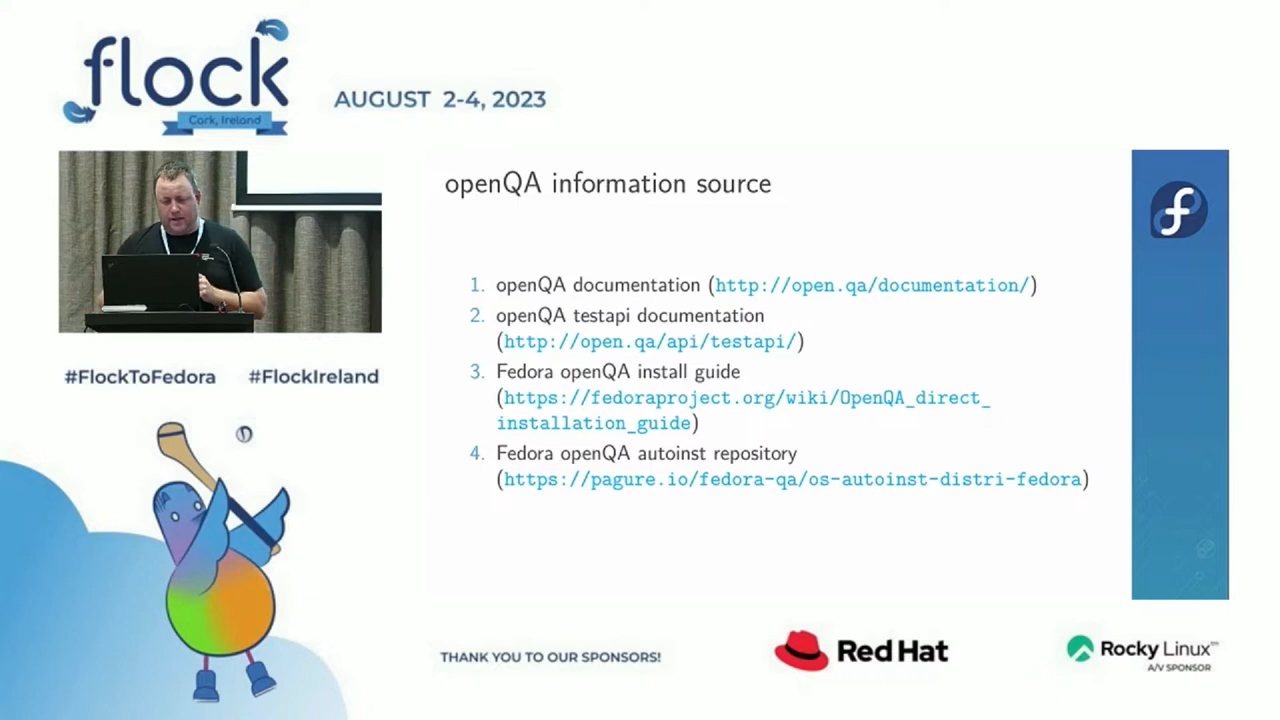 flock
Cork, Ireland
AUGUST 2-4, 2023
openQA information source
1. openQA documentation (http://open.qa/documentation/)
2. openQA testapi documentation
(http://open.qa/api/testapi/)
3. Fedora openQA install guide
(https://fedoraproject.org/wiki/OpenQA_direct_
installation_guide)
4. Fedora openQA autoinst repository
(https://pagure.io/fedora-qa/os-autoinst-distri-fedora)
#FlockToFedora #FlockIreland
THANK YOU TO OUR SPONSORS!
Red Hat
Rocky Linux™
A/V SPONSOR